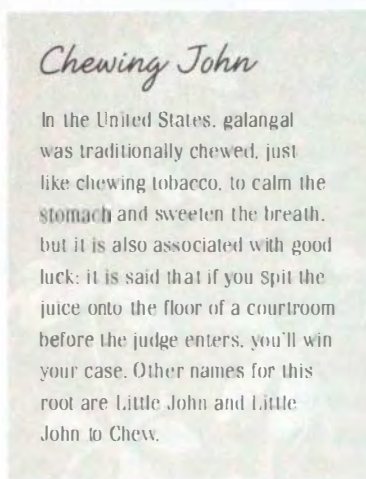 Chewing John
In the United States, galangal
was traditionally chewed, just
like chewing tobacco, to calm the
stomach and sweeten the breath,
but it is also associated with good
luck: it is said that if you spit the
juice onto the floor of a courtroom
before the judge enters, you'll win
your case. Other names for this
root are Little John and Little
John to Chew.